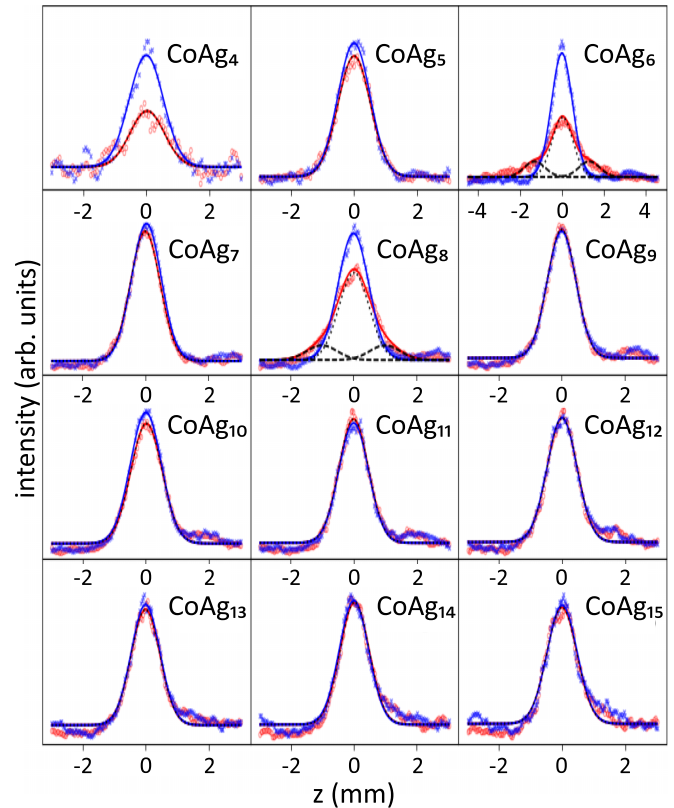 CoAg₄ CoAg₅ CoAg₆
-2 0 2 -2 0 2 -4 -2 0 2 4
CoAg₇ CoAg₈ CoAg₉
-2 0 2 -2 0 2 -2 0 2
CoAg₁₀ CoAg₁₁ CoAg₁₂
-2 0 2 -2 0 2 -2 0 2
CoAg₁₃ CoAg₁₄ CoAg₁₅
-2 0 2 -2 0 2 -2 0 2
z (mm)
intensity (arb. units)